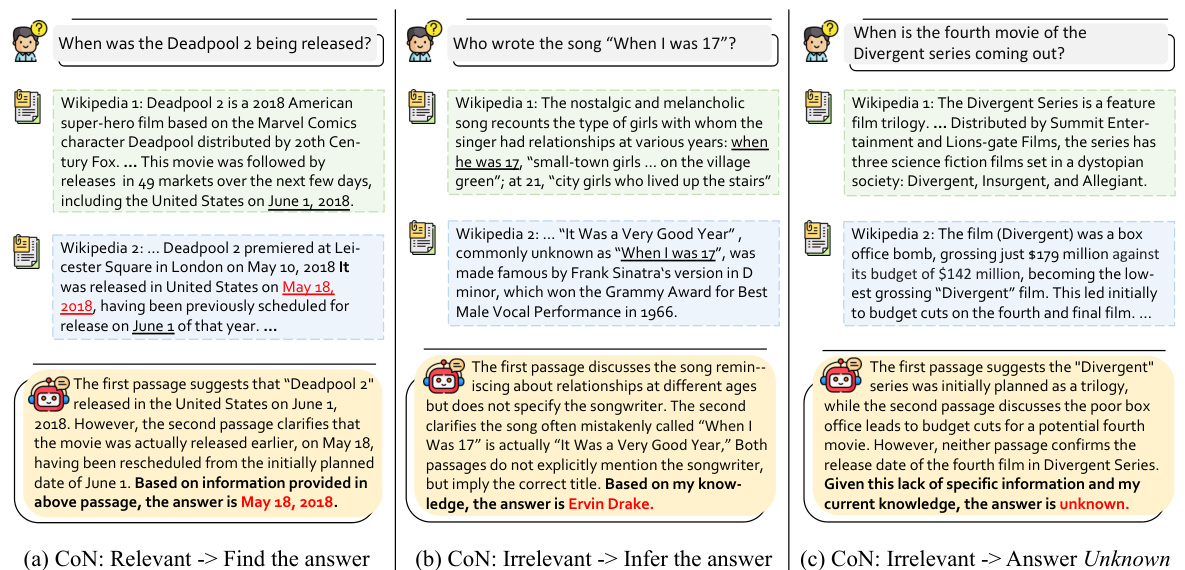 When was the Deadpool 2 being released?
Wikipedia 1: Deadpool 2 is a 2018 American
super-hero film based on the Marvel Comics
character Deadpool distributed by 20th Cen-
tury Fox. ... This movie was followed by
releases in 49 markets over the next few days,
including the United States on June 1, 2018.
Wikipedia 2: ... Deadpool 2 premiered at Lei-
cester Square in London on May 10, 2018 It
was released in United States on May 18,
2018, having been previously scheduled for
release on June 1 of that year. ...
The first passage suggests that “Deadpool 2"
released in the United States on June 1,
2018. However, the second passage clarifies that
the movie was actually released earlier, on May 18,
having been rescheduled from the initially planned
date of June 1. Based on information provided in
above passage, the answer is May 18, 2018.
(a) CoN: Relevant -> Find the answer
Who wrote the song “When I was 17”?
Wikipedia 1: The nostalgic and melancholic
song recounts the type of girls with whom the
singer had relationships at various years: when
he was 17, “small-town girls ... on the village
green”; at 21, “city girls who lived up the stairs”
Wikipedia 2: ... “It Was a Very Good Year” ,
commonly unknown as “When I was 17”, was
made famous by Frank Sinatra‘s version in D
minor, which won the Grammy Award for Best
Male Vocal Performance in 1966.
The first passage discusses the song remin--
iscing about relationships at different ages
but does not specify the songwriter. The second
clarifies the song often mistakenly called “When I
Was 17” is actually “It Was a Very Good Year,” Both
passages do not explicitly mention the songwriter,
but imply the correct title. Based on my know-
ledge, the answer is Ervin Drake.
(b) CoN: Irrelevant -> Infer the answer
When is the fourth movie of the
Divergent series coming out?
Wikipedia 1: The Divergent Series is a feature
film trilogy. ... Distributed by Summit Enter-
tainment and Lions-gate Films, the series has
three science fiction films set in a dystopian
society: Divergent, Insurgent, and Allegiant.
Wikipedia 2: The film (Divergent) was a box
office bomb, grossing just $179 million against
its budget of $142 million, becoming the low-
est grossing “Divergent” film. This led initially
to budget cuts on the fourth and final film. ...
The first passage suggests the "Divergent"
series was initially planned as a trilogy,
while the second passage discusses the poor box
office leads to budget cuts for a potential fourth
movie. However, neither passage confirms the
release date of the fourth film in Divergent Series.
Given this lack of specific information and my
current knowledge, the answer is unknown.
(c) CoN: Irrelevant -> Answer Unknown